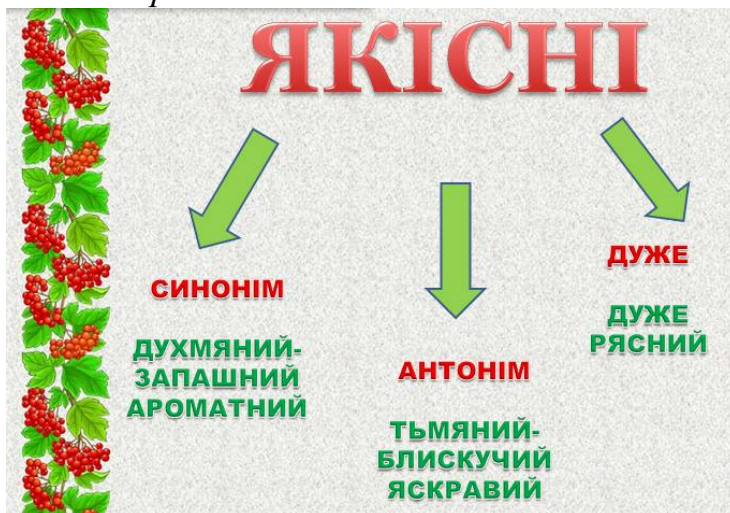 ЯКІСНІ
СИНОНІМ
ДУХМЯНИЙ-
ЗАПАШНИЙ
АРОМАТНИЙ
АНТОНІМ
ТЬМЯНИЙ-
БЛИСКУЧИЙ
ЯСКРАВИЙ
ДУЖЕ
ДУЖЕ
РЯСНИЙ